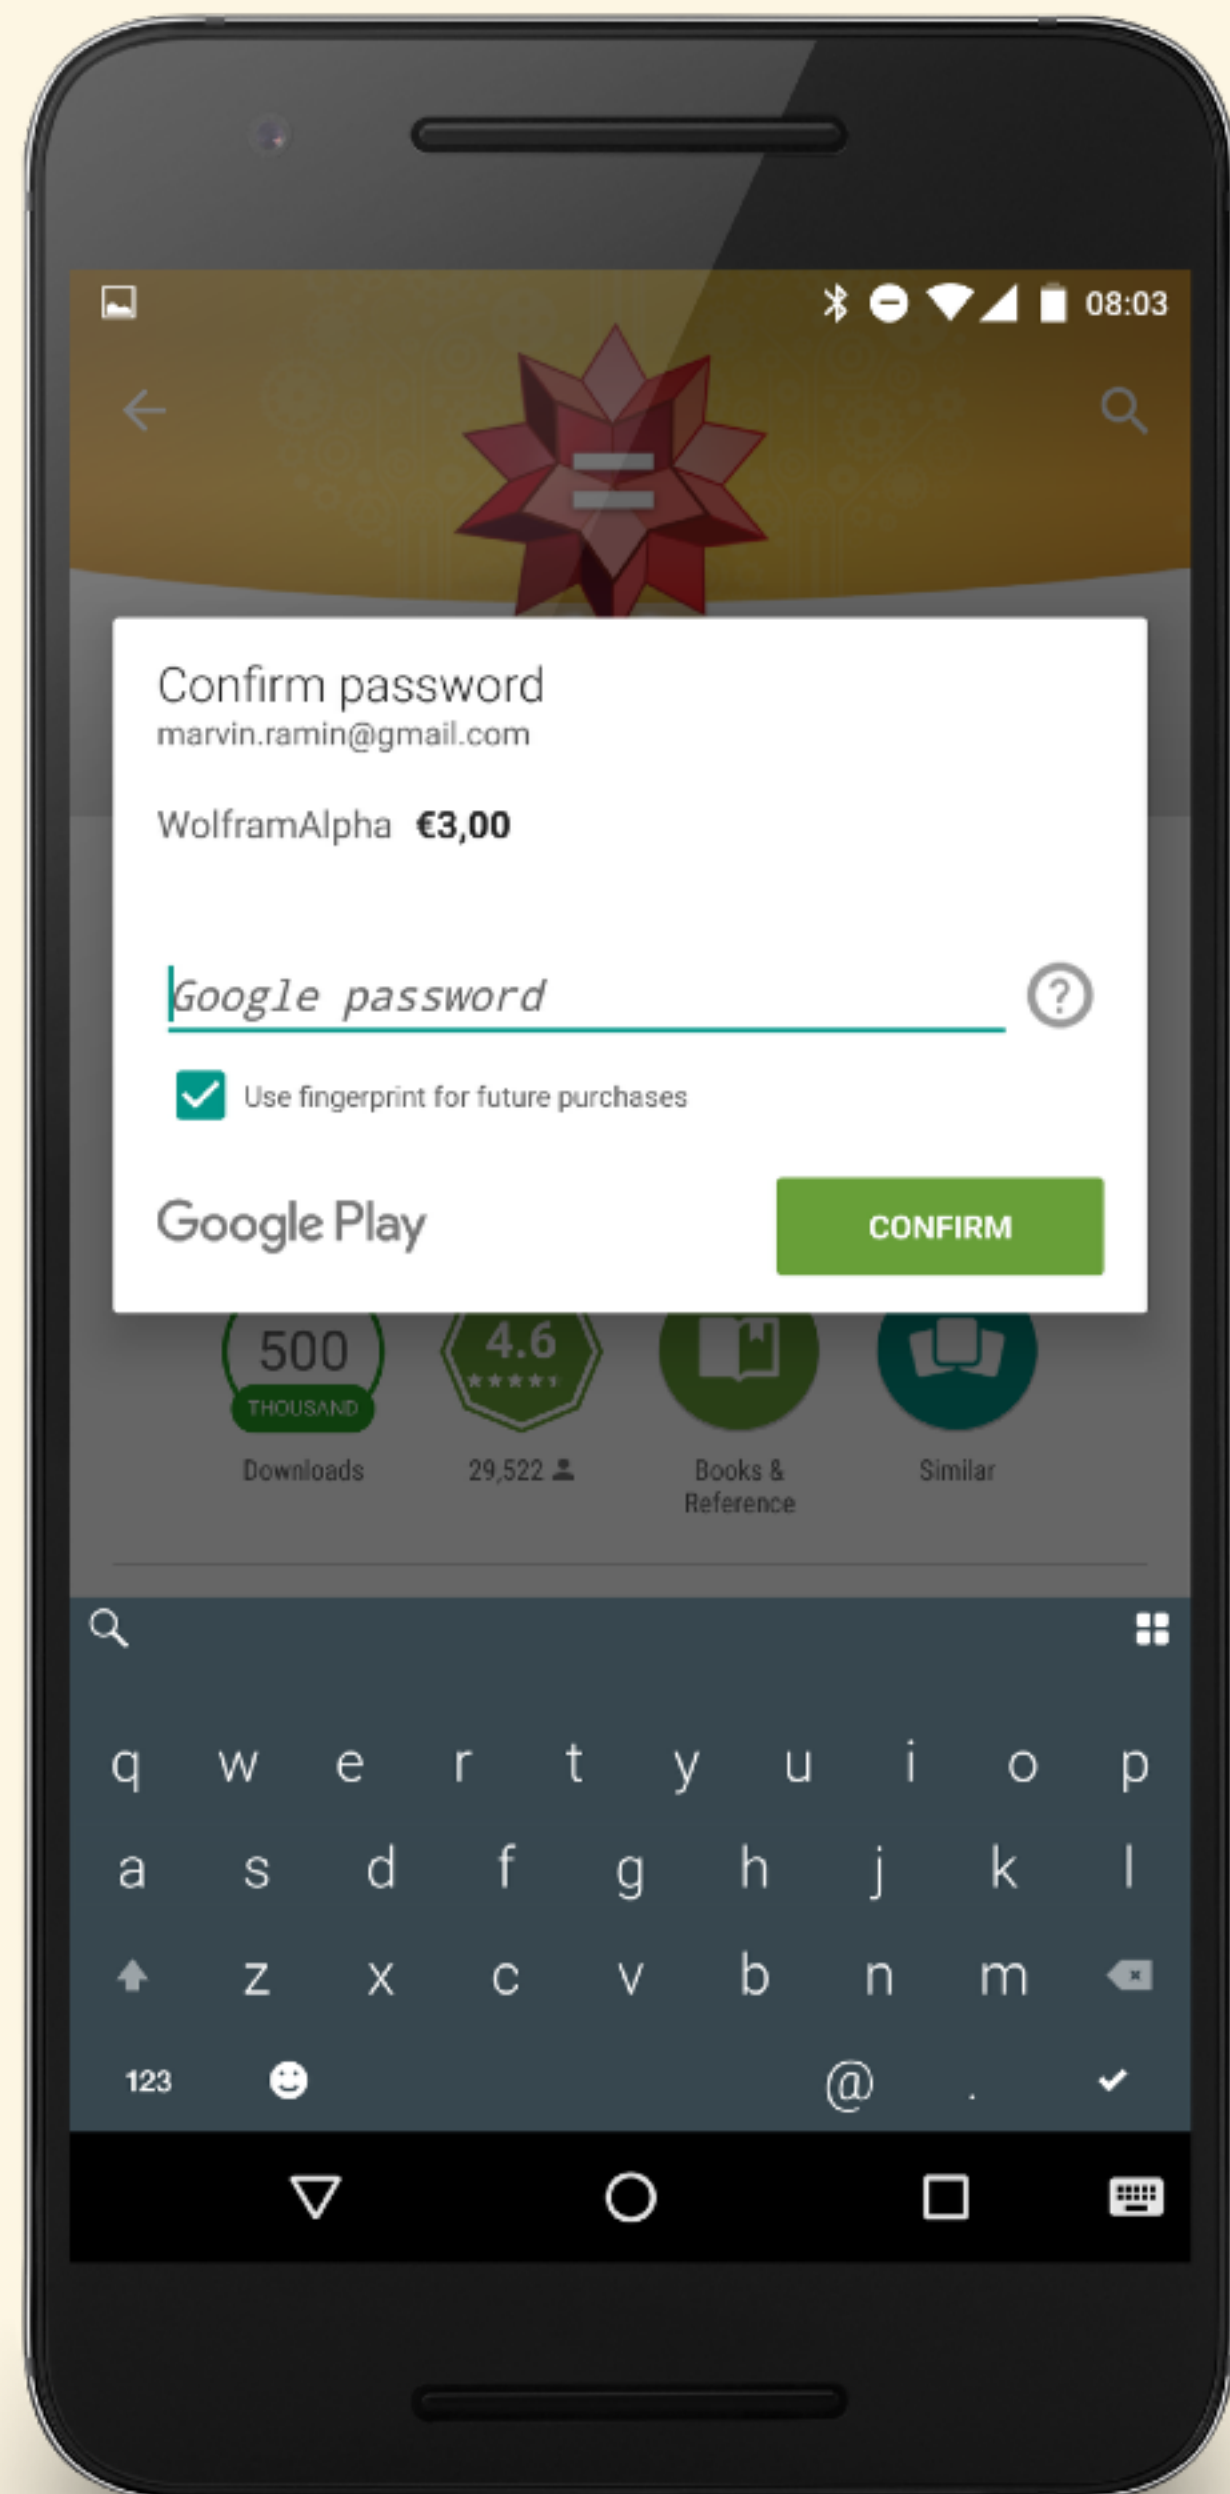 08:03
Confirm password
marvin.ramin@gmail.com
WolframAlpha €3,00
Google password
Use fingerprint for future purchases
Google Play CONFIRM
500 4.6
THOUSAND
Downloads 29,522 Books & Similar
Reference
q w e r t y u i o p
a s d f g h j k l
z x c v b n m
123 @ .